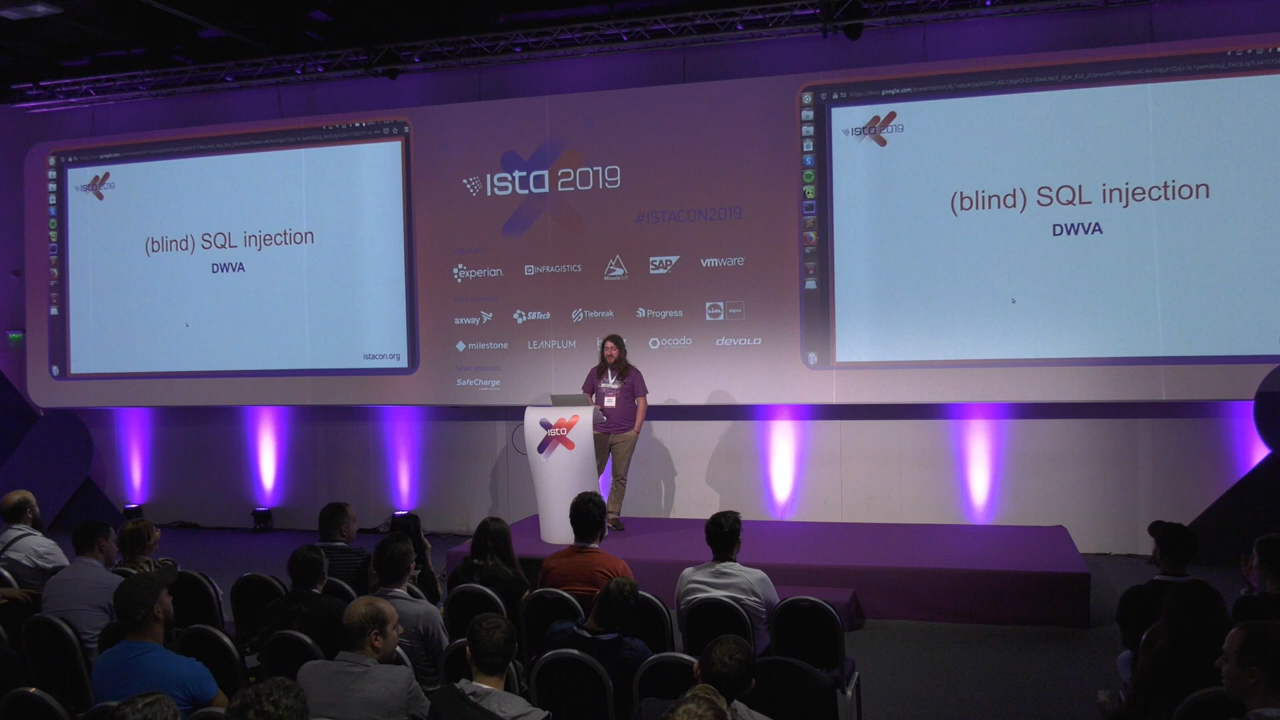 ista 2019
(blind) SQL injection
DWVA
istacon.org
ista 2019
#ISTACON2019
experian.
INFRAGISTICS
SAP
vmware
axway
SBTech
Tiebreak
Progress
digital
milestone
LEANPLUM
ocado
devolo
SafeCharge
ista 2019
(blind) SQL injection
DWVA
ista